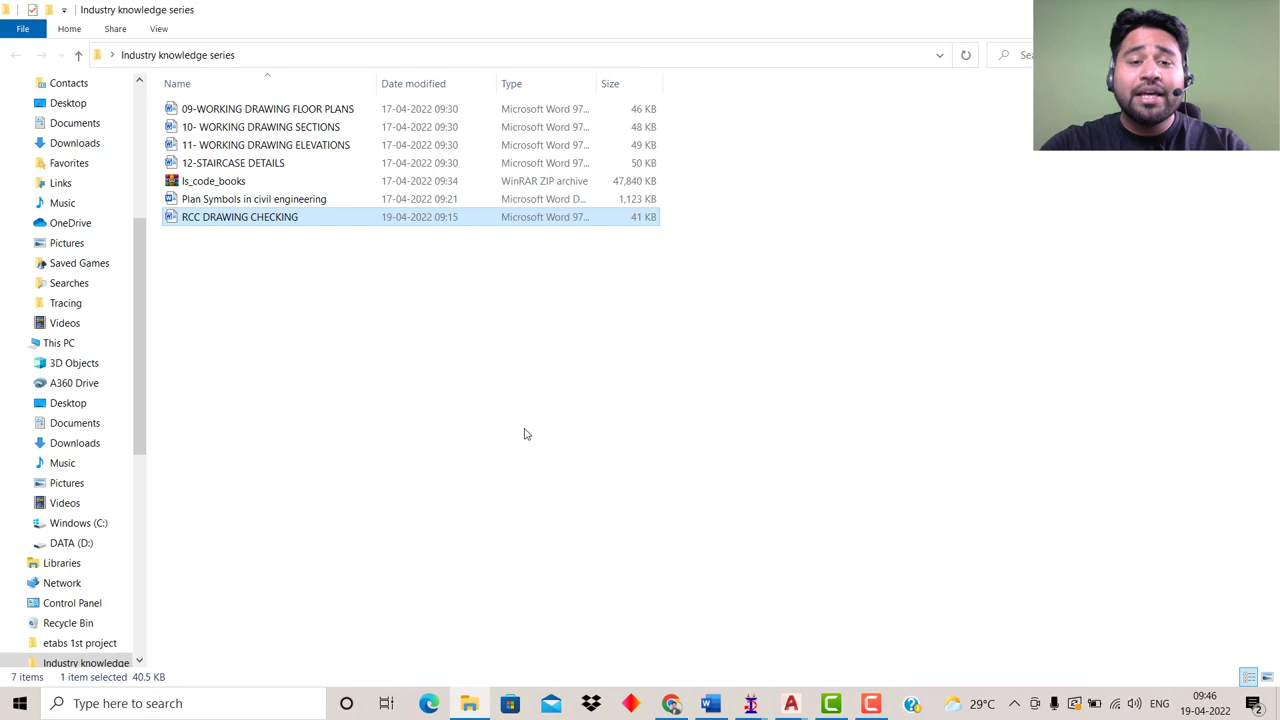 Industry knowledge series
File Home Share View
Industry knowledge series
Name Date modified Type Size
09-WORKING DRAWING FLOOR PLANS 17-04-2022 09:30 Microsoft Word 97... 46 KB
10- WORKING DRAWING SECTIONS 17-04-2022 09:30 Microsoft Word 97... 48 KB
11- WORKING DRAWING ELEVATIONS 17-04-2022 09:30 Microsoft Word 97... 49 KB
12-STAIRCASE DETAILS 17-04-2022 09:30 Microsoft Word 97... 50 KB
Is_code_books 17-04-2022 09:34 WinRAR ZIP archive 47,840 KB
Plan Symbols in civil engineering 17-04-2022 09:21 Microsoft Word D... 1,123 KB
RCC DRAWING CHECKING 19-04-2022 09:15 Microsoft Word 97... 41 KB
Contacts
Desktop
Documents
Downloads
Favorites
Links
Music
OneDrive
Pictures
Saved Games
Searches
Tracing
Videos
This PC
3D Objects
A360 Drive
Desktop
Documents
Downloads
Music
Pictures
Videos
Windows (C:)
DATA (D:)
Libraries
Network
Control Panel
Recycle Bin
etabs 1st project
Industry knowledge
7 items 1 item selected 40.5 KB
Type here to search
29°C
ENG
09:46
19-04-2022
2